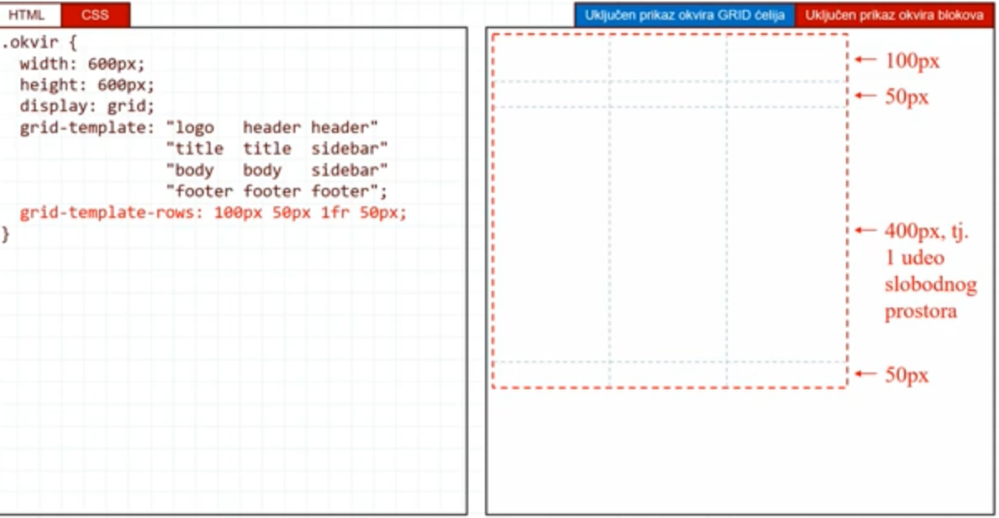 HTML CSS
Uključen prikaz okvira GRID ćelija Uključen prikaz okvira blokova
.okvir {
width: 600px;
height: 600px;
display: grid;
grid-template: "logo header header"
"title title sidebar"
"body body sidebar"
"footer footer footer";
grid-template-rows: 100px 50px 1fr 50px;
}
100px
50px
400px, tj.
1 udeo
slobodnog
prostora
50px